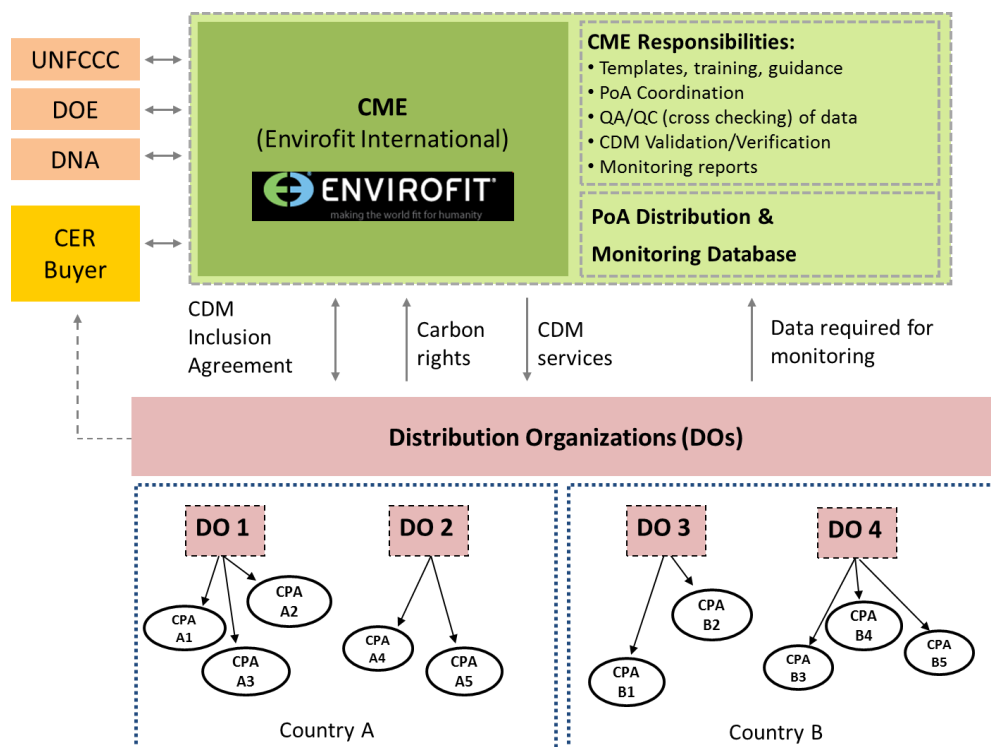 UNFCCC
DOE
DNA
CER
Buyer
CME
(Envirofit International)
ENVIROFIT®
making the world fit for humanity
CME Responsibilities:
• Templates, training, guidance
• PoA Coordination
• QA/QC (cross checking) of data
• CDM Validation/Verification
• Monitoring reports
PoA Distribution &
Monitoring Database
CDM
Inclusion
Agreement
Carbon
rights
CDM
services
Data required for
monitoring
Distribution Organizations (DOs)
DO 1
DO 2
CPA
A1
CPA
A2
CPA
A3
CPA
A4
CPA
A5
Country A
DO 3
DO 4
CPA
B1
CPA
B2
CPA
B3
CPA
B4
CPA
B5
Country B